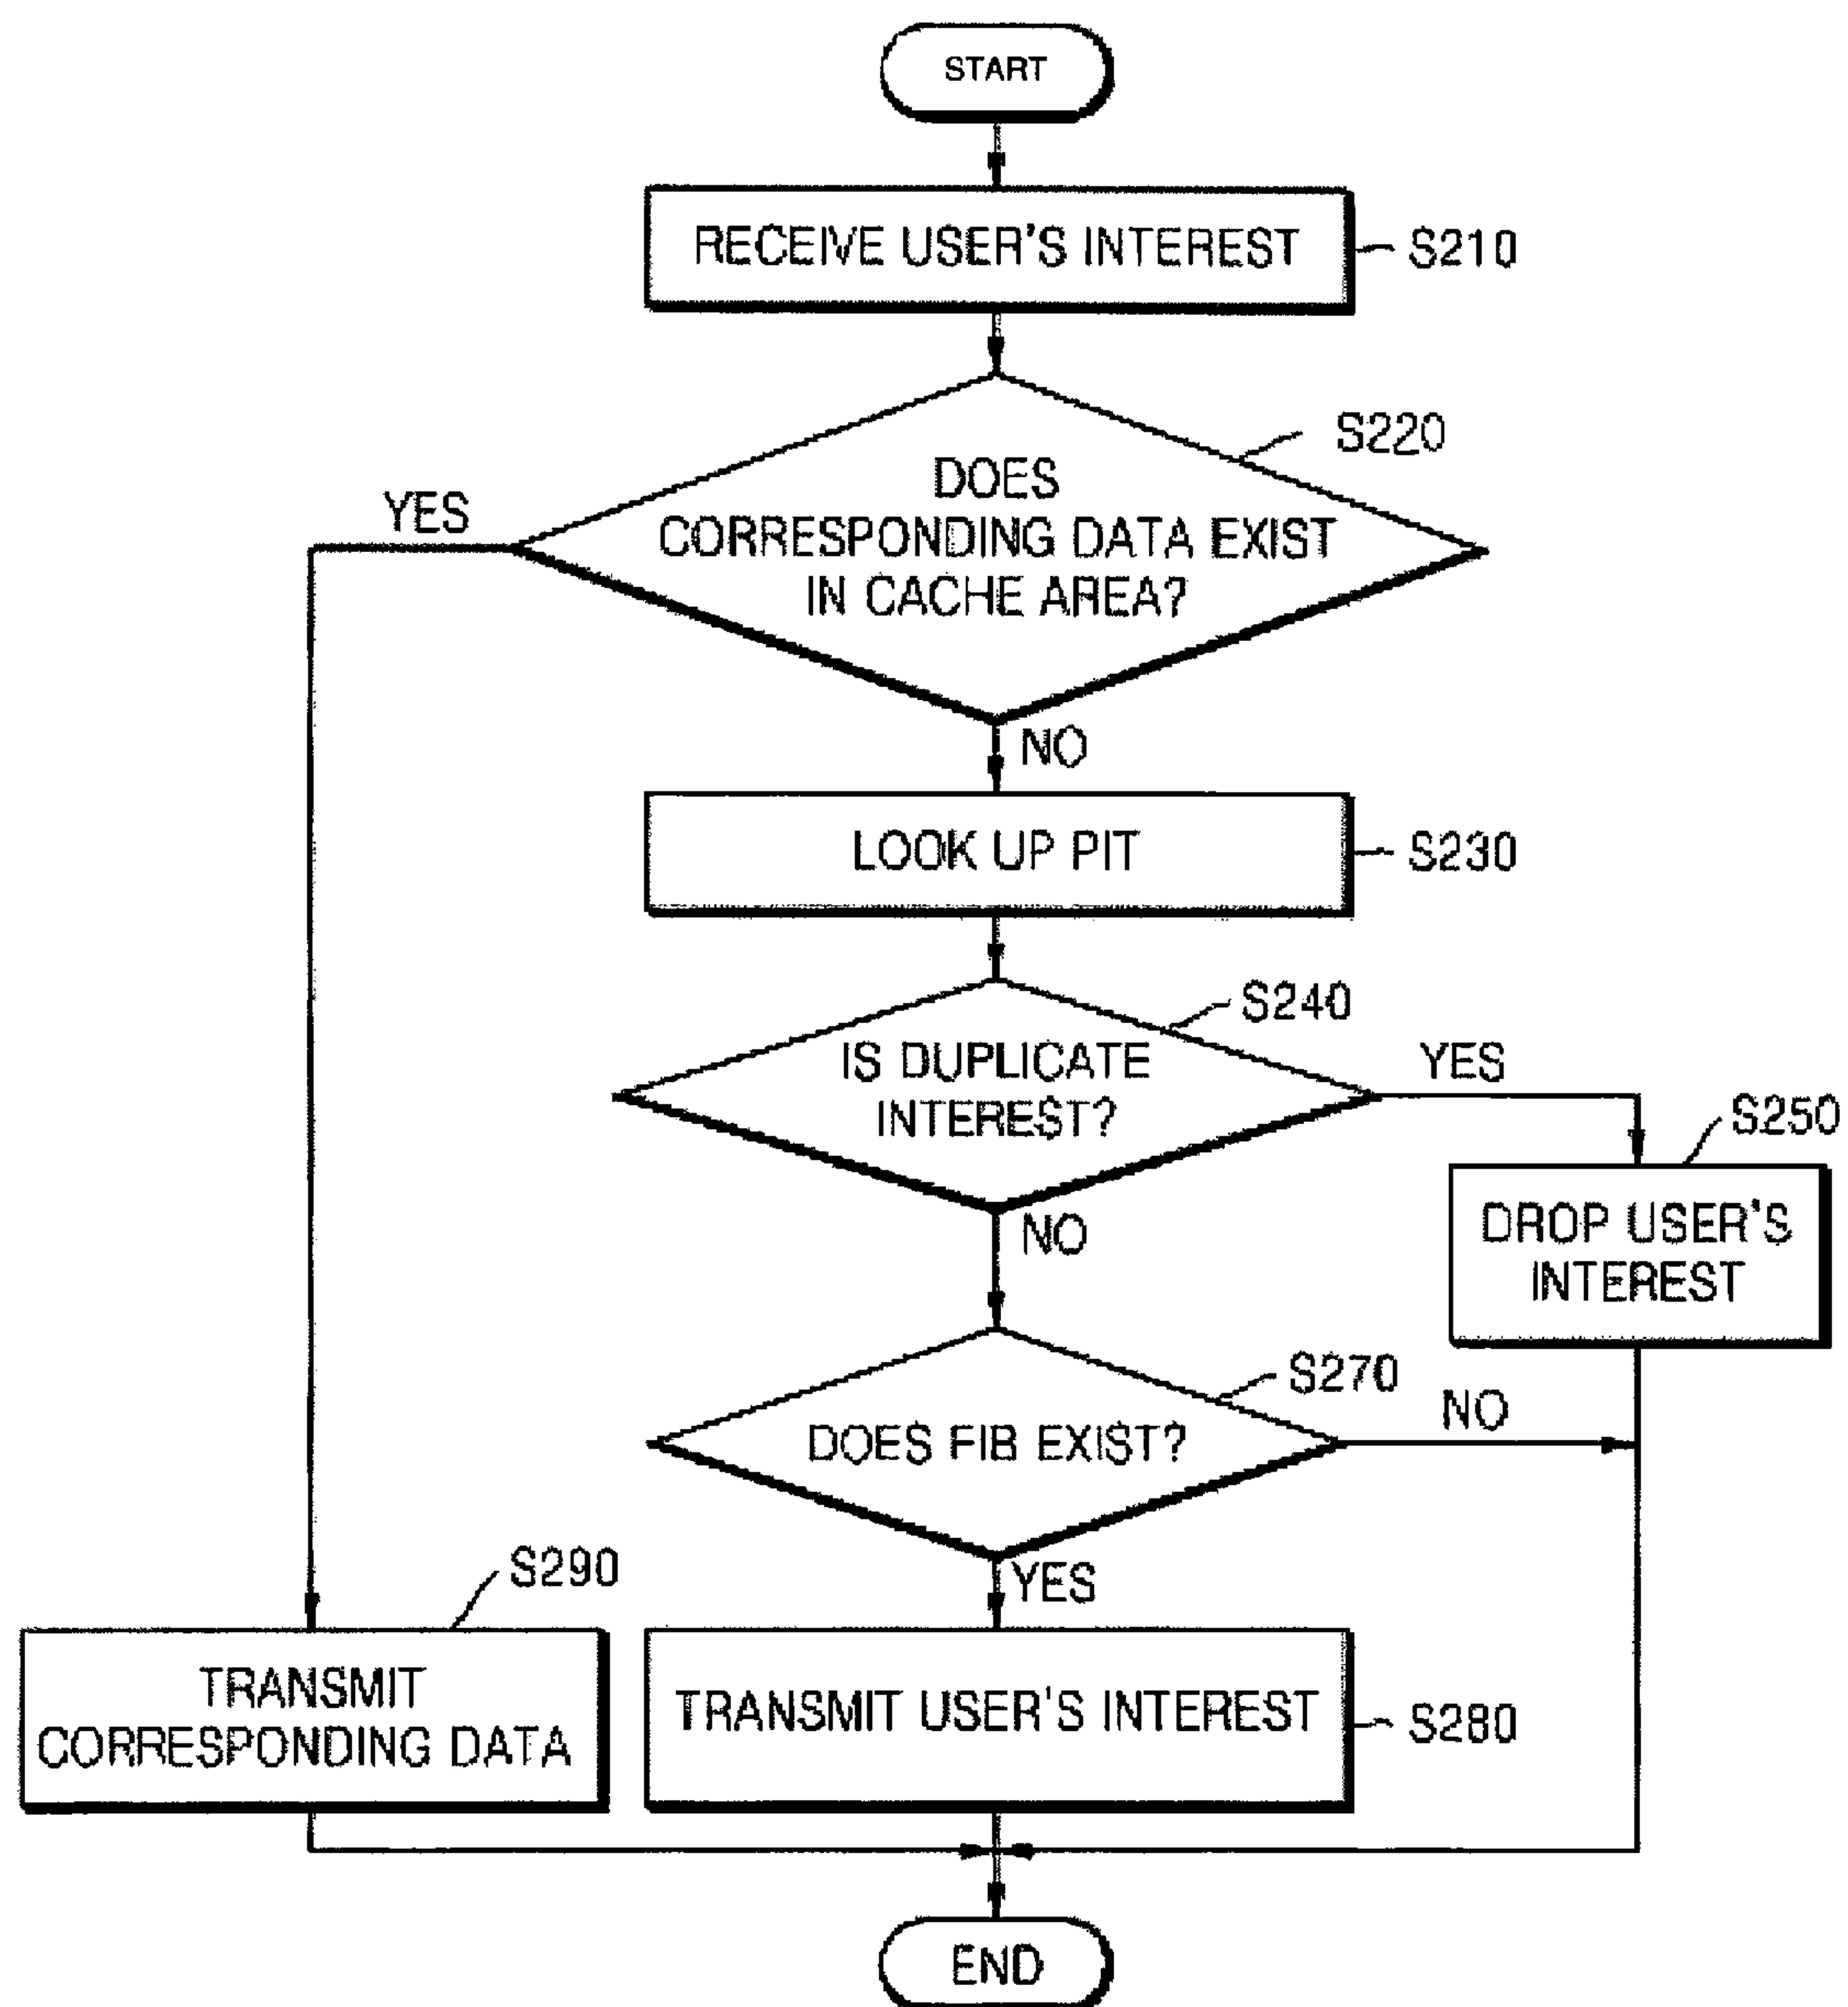 START
RECEIVE USER'S INTEREST
S210
S220
DOES
CORRESPONDING DATA EXIST
IN CACHE AREA?
YES
NO
LOOK UP PIT
S230
S240
IS DUPLICATE
INTEREST?
YES
S250
DROP USER'S
INTEREST
NO
S270
DOES FIB EXIST?
NO
YES
S290
TRANSMIT
CORRESPONDING DATA
TRANSMIT USER'S INTEREST
S280
END